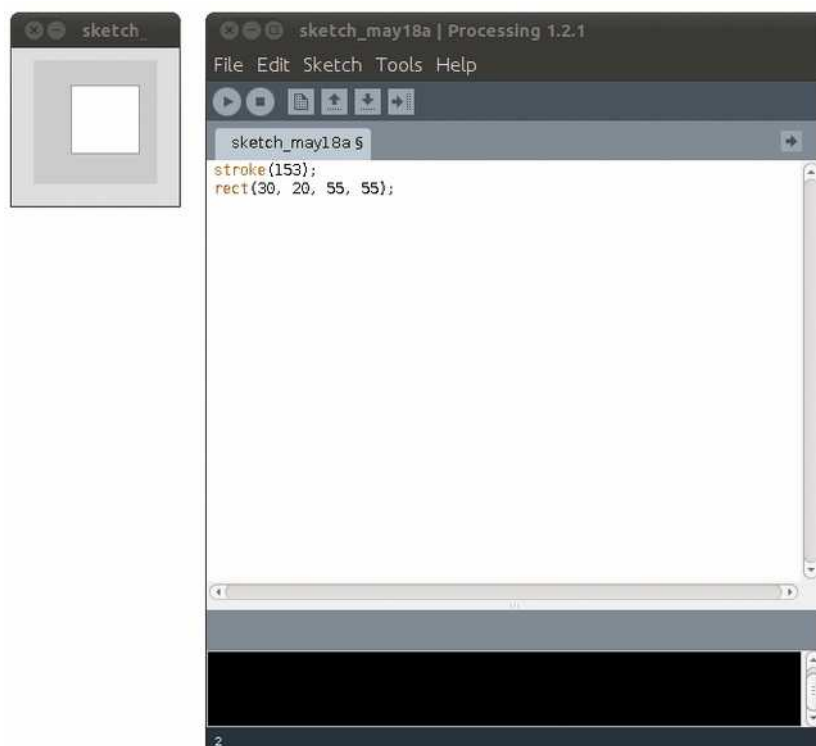 sketch_
sketch_may18a | Processing 1.2.1
File Edit Sketch Tools Help
sketch_may18a §
stroke(153);
rect(30, 20, 55, 55);
2